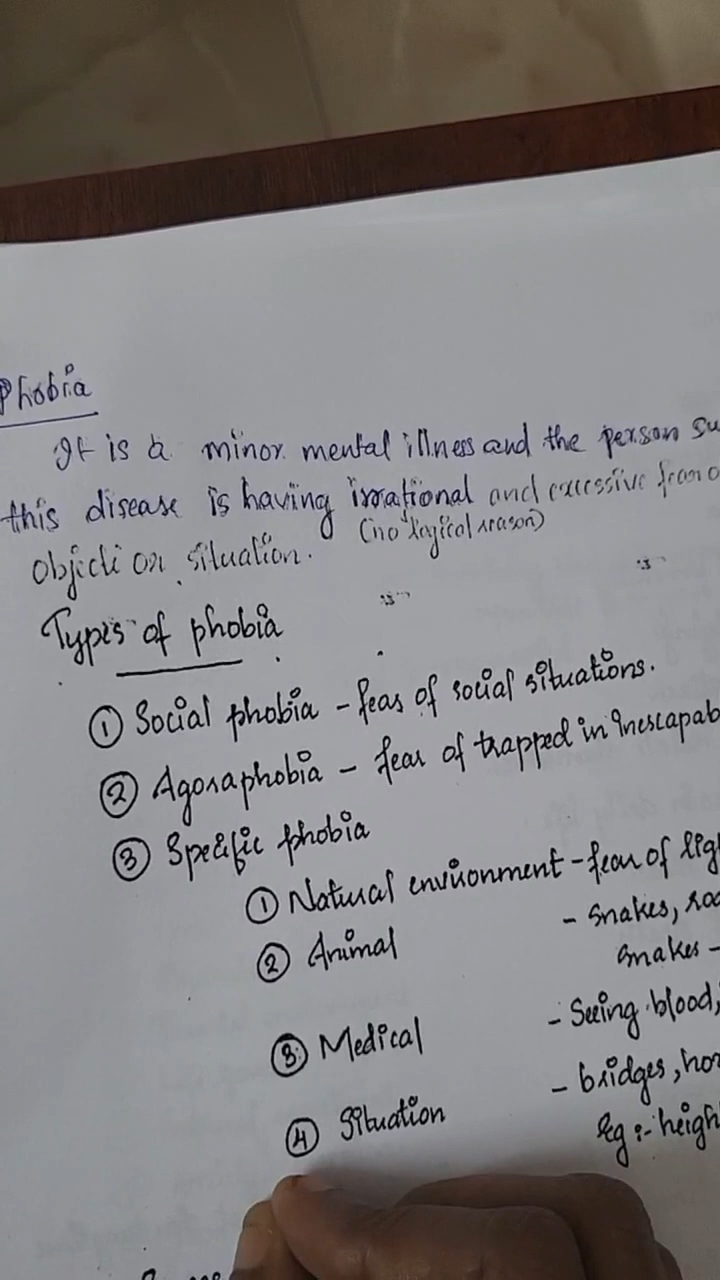 Phobia
It is a minor mental illness and the person su
this disease is having irrational and excessive fear o
object or situation. (no logical reason)
Types of phobia
① Social phobia - fear of social situations.
② Agoraphobia - fear of trapped in inescapab
③ Specific phobia
① Natural environment - fear of lig
② Animal - snakes, roa
snakes -
③ Medical - Seeing blood,
④ Situation - bridges, ho
Eg :- heigh